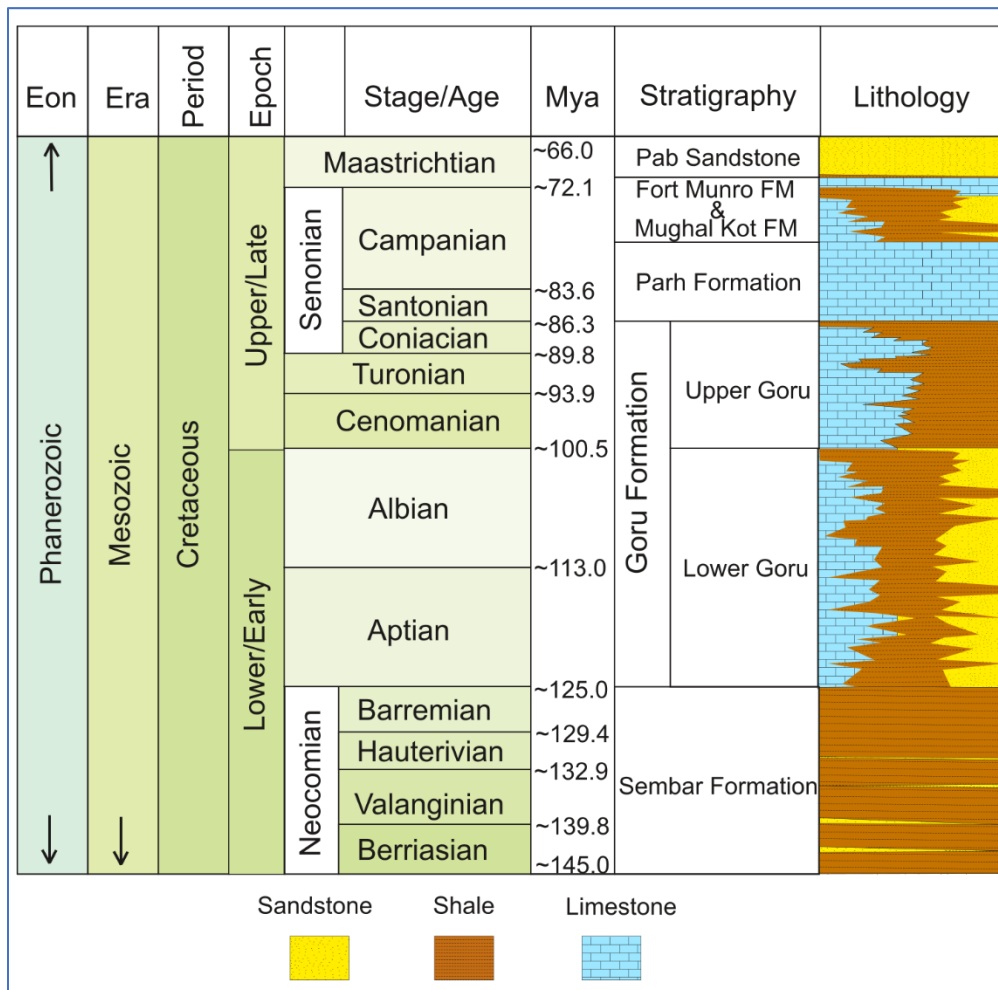 Eon
Era
Period
Epoch
Stage/Age
Mya
Stratigraphy
Lithology
Phanerozoic
Mesozoic
Cretaceous
Upper/Late
Lower/Early
Senonian
Neocomian
Maastrichtian
Campanian
Santonian
Coniacian
Turonian
Cenomanian
Albian
Aptian
Barremian
Hauterivian
Valanginian
Berriasian
~66.0
~72.1
~83.6
~86.3
~89.8
~93.9
~100.5
~113.0
~125.0
~129.4
~132.9
~139.8
~145.0
Pab Sandstone
Fort Munro FM
&
Mughal Kot FM
Parh Formation
Goru Formation
Upper Goru
Lower Goru
Sembar Formation
Sandstone
Shale
Limestone